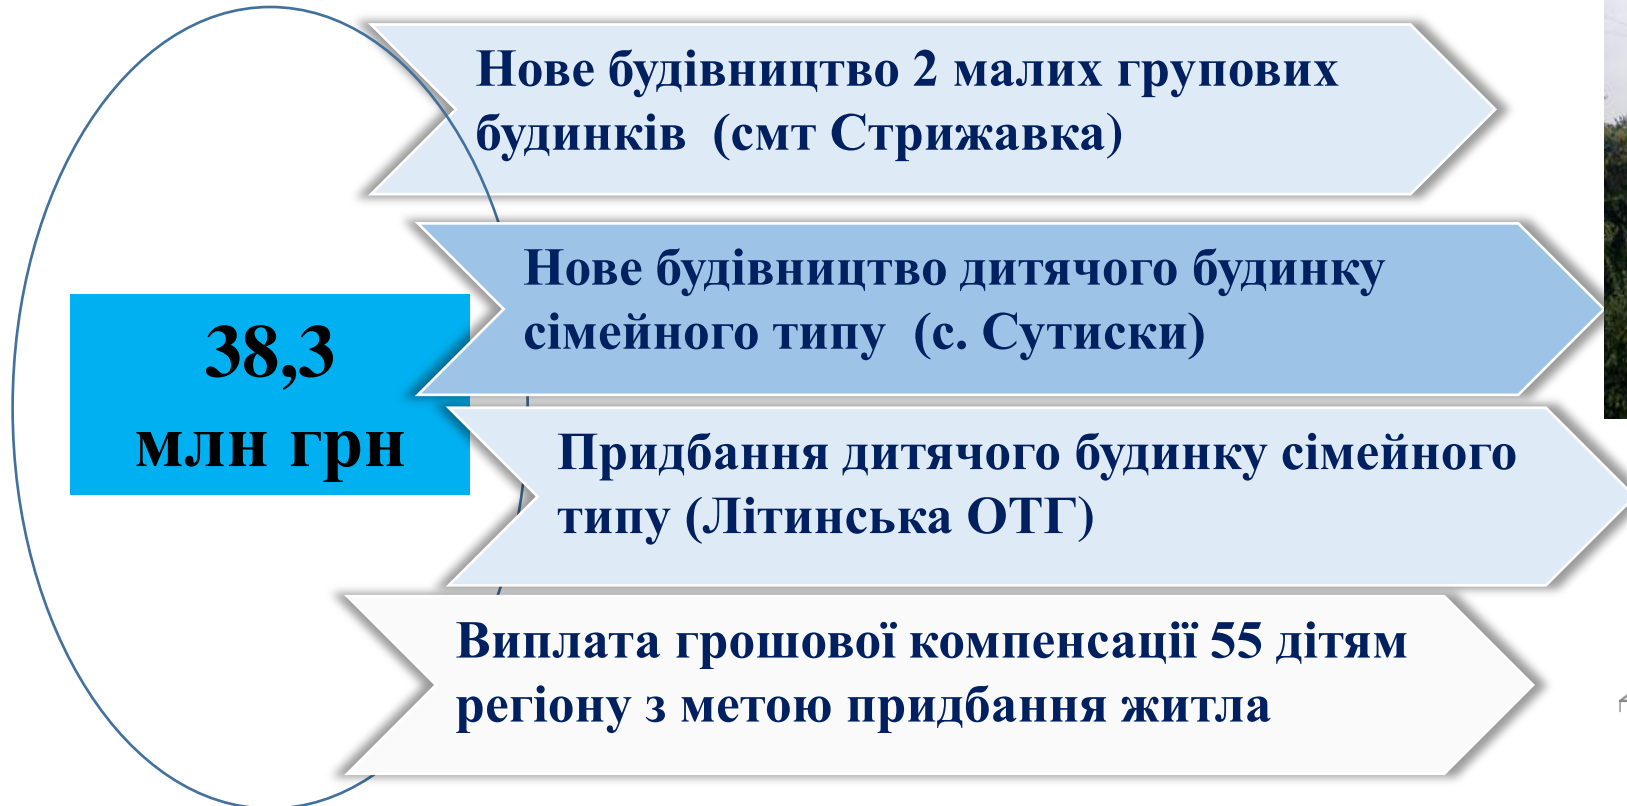 Нове будівництво 2 малих групових
будинків (смт Стрижавка)
Нове будівництво дитячого будинку
сімейного типу (с. Сутиски)
38,3
млн грн
Придбання дитячого будинку сімейного
типу (Літинська ОТГ)
Виплата грошової компенсації 55 дітям
регіону з метою придбання житла